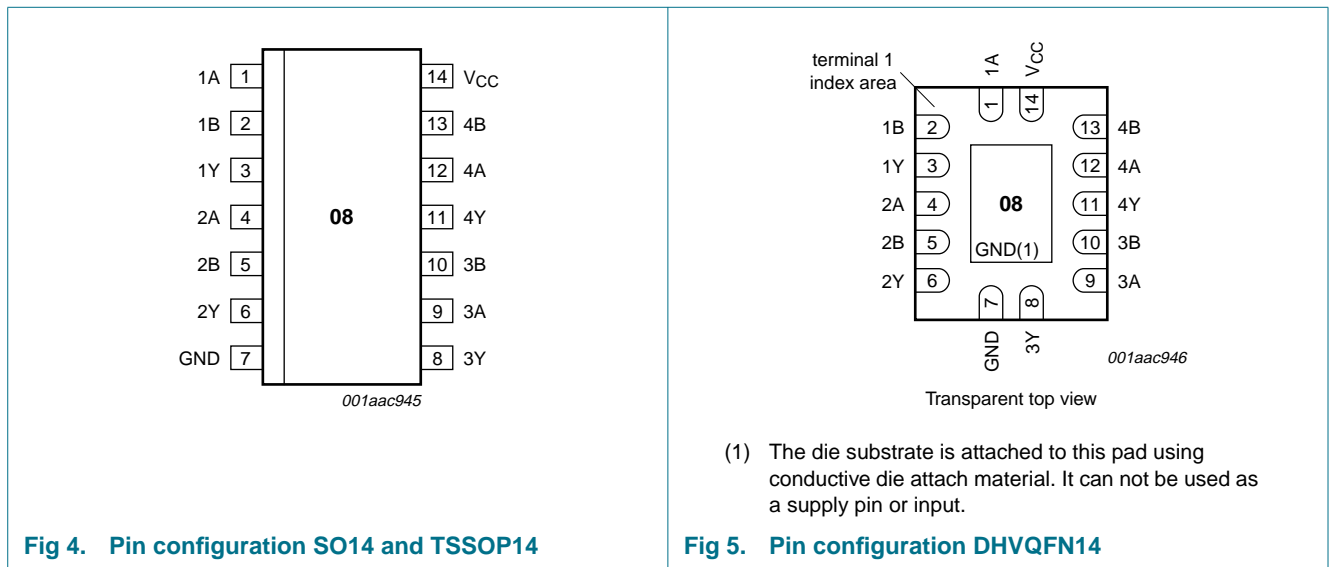 1A 1
14 VCC
1B 2
13 4B
1Y 3
12 4A
2A 4
08
11 4Y
2B 5
10 3B
2Y 6
9 3A
GND 7
8 3Y
001aac945
Fig 4. Pin configuration SO14 and TSSOP14
terminal 1
index area
1A
VCC
1
14
1B 2
13 4B
1Y 3
12 4A
2A 4
08
11 4Y
2B 5
GND(1)
10 3B
2Y 6
9 3A
7
8
GND
3Y
001aac946
Transparent top view
(1) The die substrate is attached to this pad using
conductive die attach material. It can not be used as
a supply pin or input.
Fig 5. Pin configuration DHVQFN14